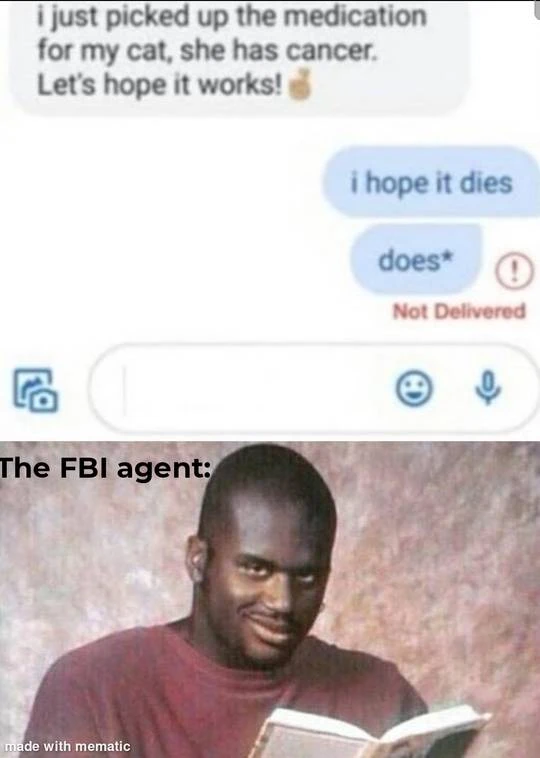 i just picked up the medication
for my cat, she has cancer.
Let's hope it works!🤞🏽
i hope it dies
does*
Not Delivered
The FBI agent:
made with mematic